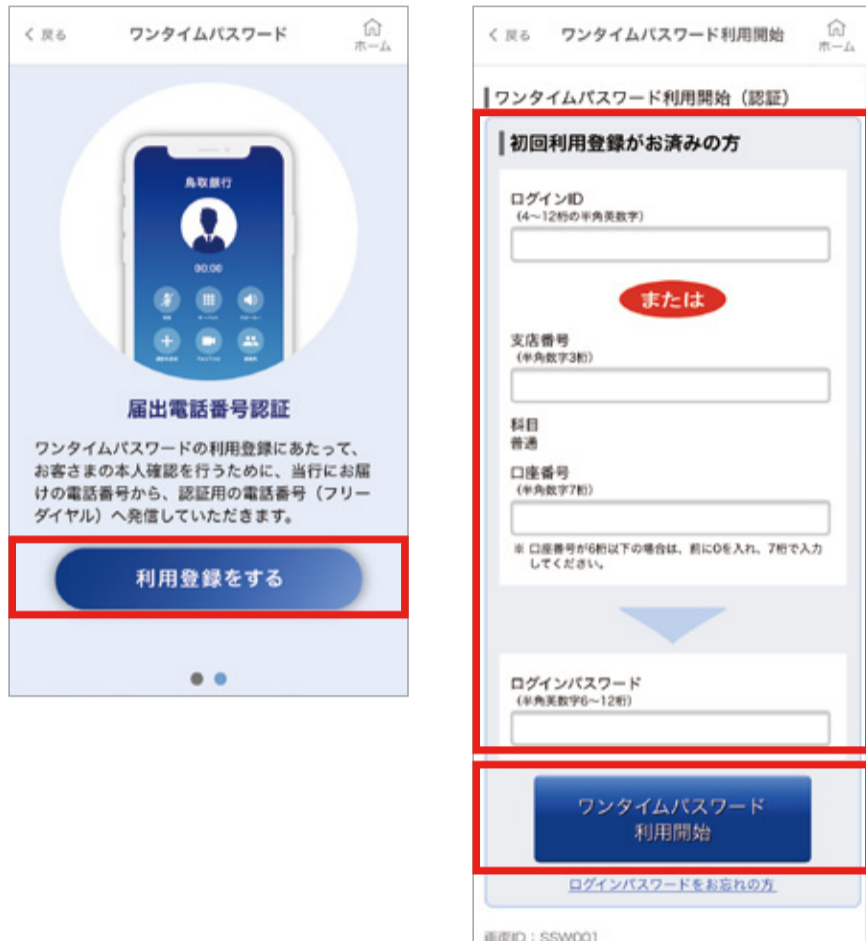 く 戻る
ワンタイムパスワード
ホーム
鳥取銀行
00:00
届出電話番号認証
ワンタイムパスワードの利用登録にあたって、
お客さまの本人確認を行うために、当行にお届
けの電話番号から、認証用の電話番号（フリー
ダイヤル）へ発信していただきます。
利用登録をする
く 戻る
ワンタイムパスワード利用開始
ホーム
ワンタイムパスワード利用開始（認証）
初回利用登録がお済みの方
ログインID
（4～12桁の半角英数字）
または
支店番号
（半角数字3桁）
科目
普通
口座番号
（半角数字7桁）
※ 口座番号が6桁以下の場合は、前に0を入れ、7桁で入力
してください。
ログインパスワード
（半角英数字6～12桁）
ワンタイムパスワード
利用開始
ログインパスワードをお忘れの方
画面ID：SSW001